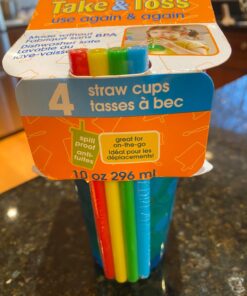 Take & Toss
use again & again
Made without BPA
Fabriqué sans BPA
Dishwasher safe
Lavable au
lave-vaisselle
4 straw cups
tasses à bec
spill
proof
anti-
fuites
great for
on-the-go
idéal pour les
déplacements!
10 oz 296 ml